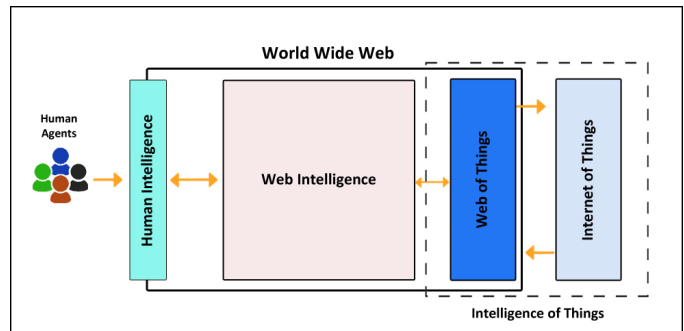 World Wide Web
Human
Agents
Human Intelligence
Web Intelligence
Web of Things
Internet of Things
Intelligence of Things